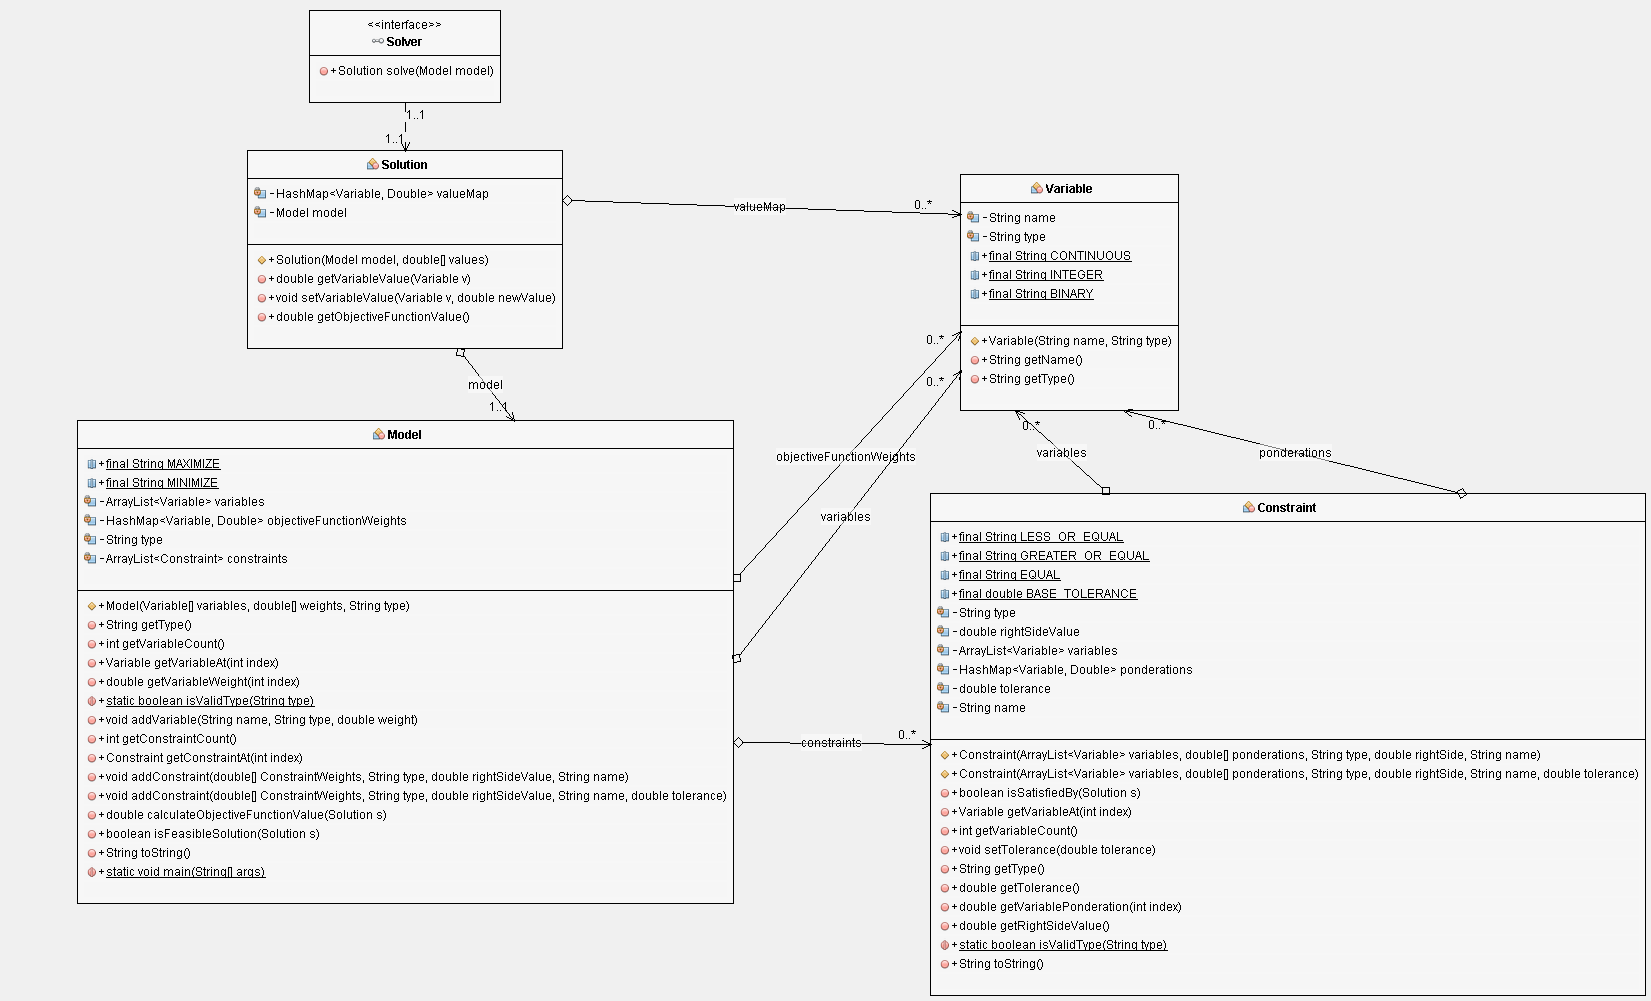 <<interface>>
Solver
+Solution solve(Model model)
1..1
1..1
Solution
-HashMap<Variable, Double> valueMap
-Model model
+Solution(Model model, double[] values)
+double getVariableValue(Variable v)
+void setVariableValue(Variable v, double newValue)
+double getObjectiveFunctionValue()
valueMap
0..*
Variable
-String name
-String type
+final String CONTINUOUS
+final String INTEGER
+final String BINARY
+Variable(String name, String type)
+String getName()
+String getType()
0..*
0..*
0..*
0..*
model
1..1
objectiveFunctionWeights
variables
variables
ponderations
Model
+final String MAXIMIZE
+final String MINIMIZE
-ArrayList<Variable> variables
-HashMap<Variable, Double> objectiveFunctionWeights
-String type
-ArrayList<Constraint> constraints
+Model(Variable[] variables, double[] weights, String type)
+String getType()
+int getVariableCount()
+Variable getVariableAt(int index)
+double getVariableWeight(int index)
+static boolean isValidType(String type)
+void addVariable(String name, String type, double weight)
+int getConstraintCount()
+Constraint getConstraintAt(int index)
+void addConstraint(double[] ConstraintWeights, String type, double rightSideValue, String name)
+void addConstraint(double[] ConstraintWeights, String type, double rightSideValue, String name, double tolerance)
+double calculateObjectiveFunctionValue(Solution s)
+boolean isFeasibleSolution(Solution s)
+String toString()
+static void main(String[] args)
constraints
0..*
Constraint
+final String LESS_OR_EQUAL
+final String GREATER_OR_EQUAL
+final String EQUAL
+final double BASE_TOLERANCE
-String type
-double rightSideValue
-ArrayList<Variable> variables
-HashMap<Variable, Double> ponderations
-double tolerance
-String name
+Constraint(ArrayList<Variable> variables, double[] ponderations, String type, double rightSide, String name)
+Constraint(ArrayList<Variable> variables, double[] ponderations, String type, double rightSide, String name, double tolerance)
+boolean isSatisfiedBy(Solution s)
+Variable getVariableAt(int index)
+int getVariableCount()
+void setTolerance(double tolerance)
+String getType()
+double getTolerance()
+double getVariablePonderation(int index)
+double getRightSideValue()
+static boolean isValidType(String type)
+String toString()